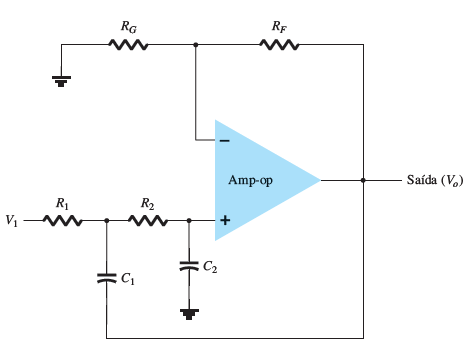 R_G
R_F
−
Amp-op
Saída (V_o)
R_1
R_2
V_1
+
C_2
C_1